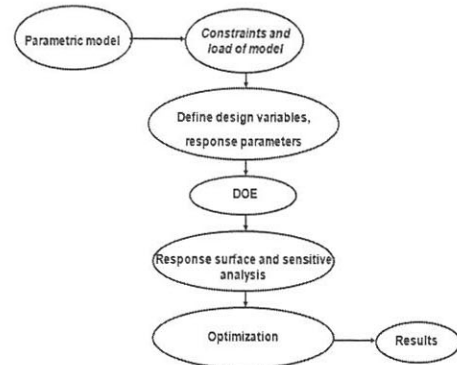 Parametric model
Constraints and
load of model
Define design variables,
response parameters
DOE
Response surface and sensitive
analysis
Optimization
Results